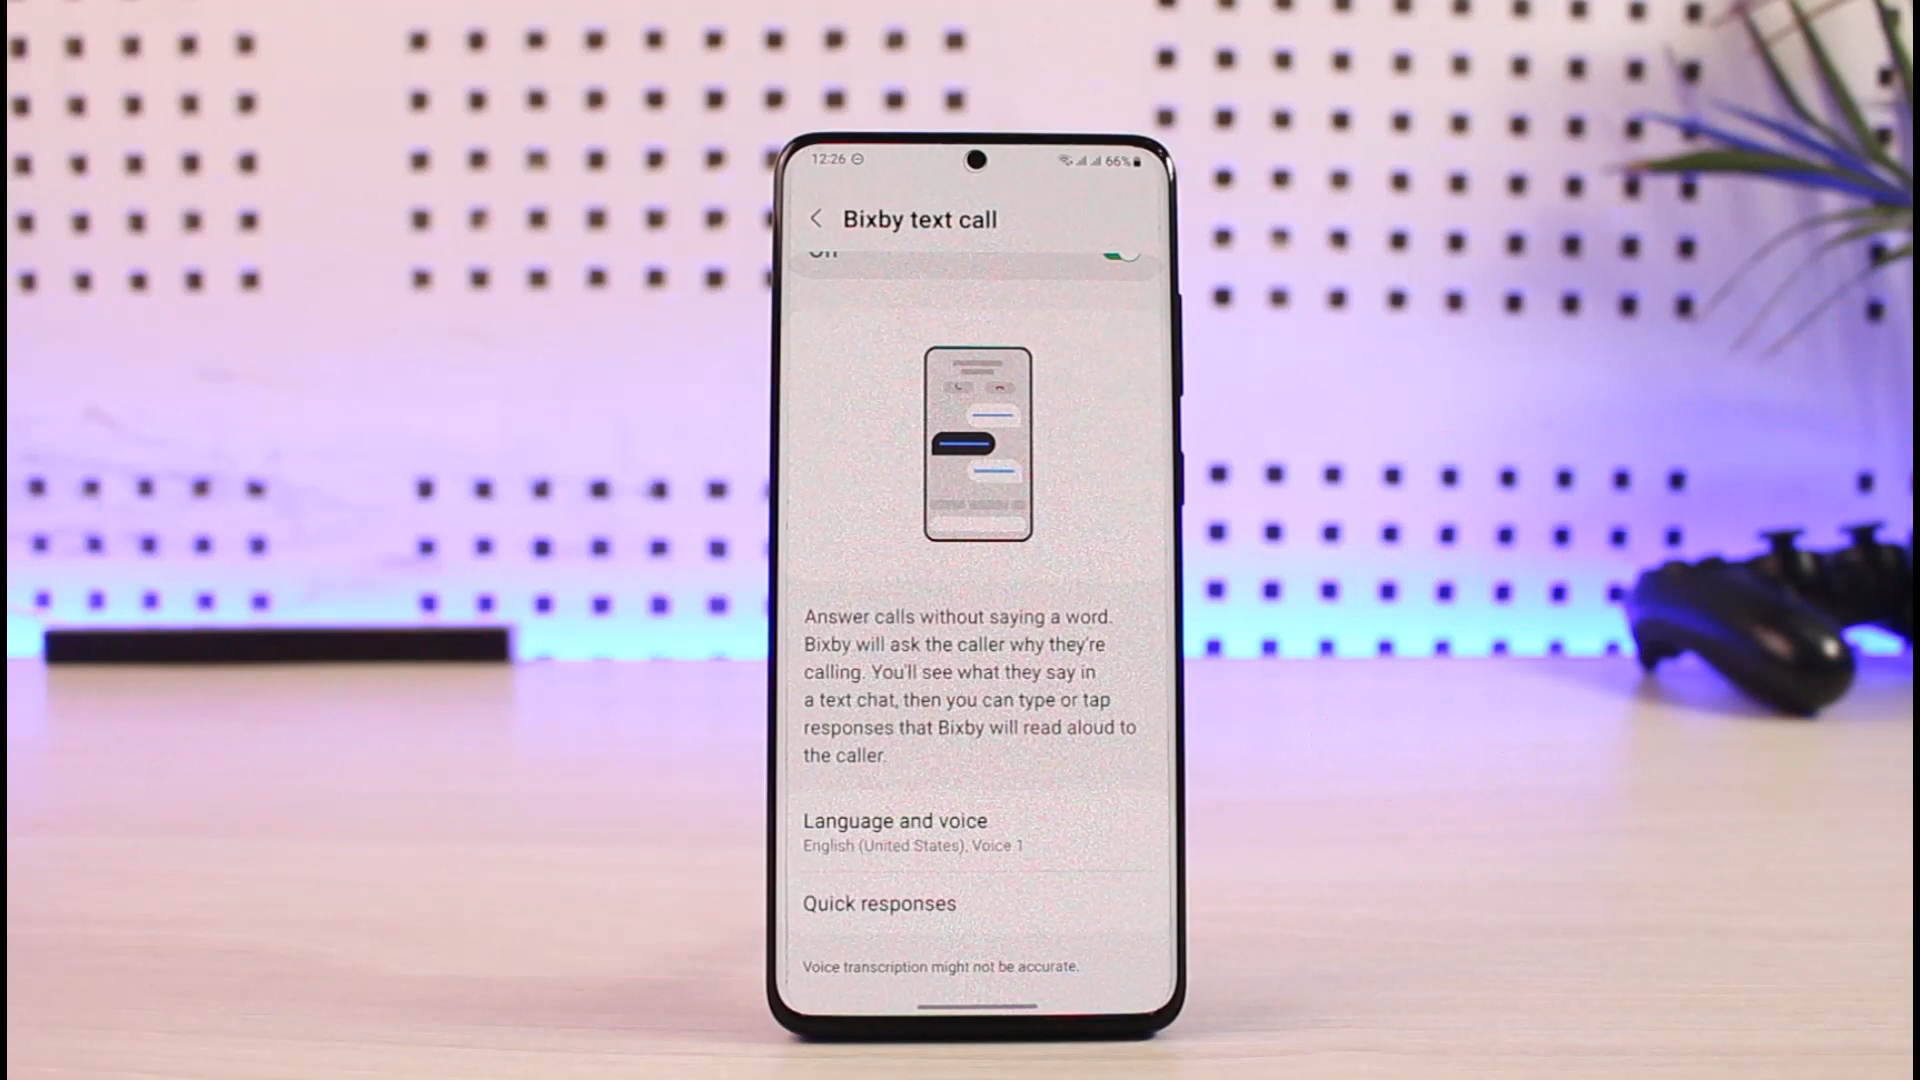 12:26
66%
Bixby text call
Answer calls without saying a word.
Bixby will ask the caller why they're
calling. You'll see what they say in
a text chat, then you can type or tap
responses that Bixby will read aloud to
the caller.
Language and voice
English (United States), Voice 1
Quick responses
Voice transcription might not be accurate.